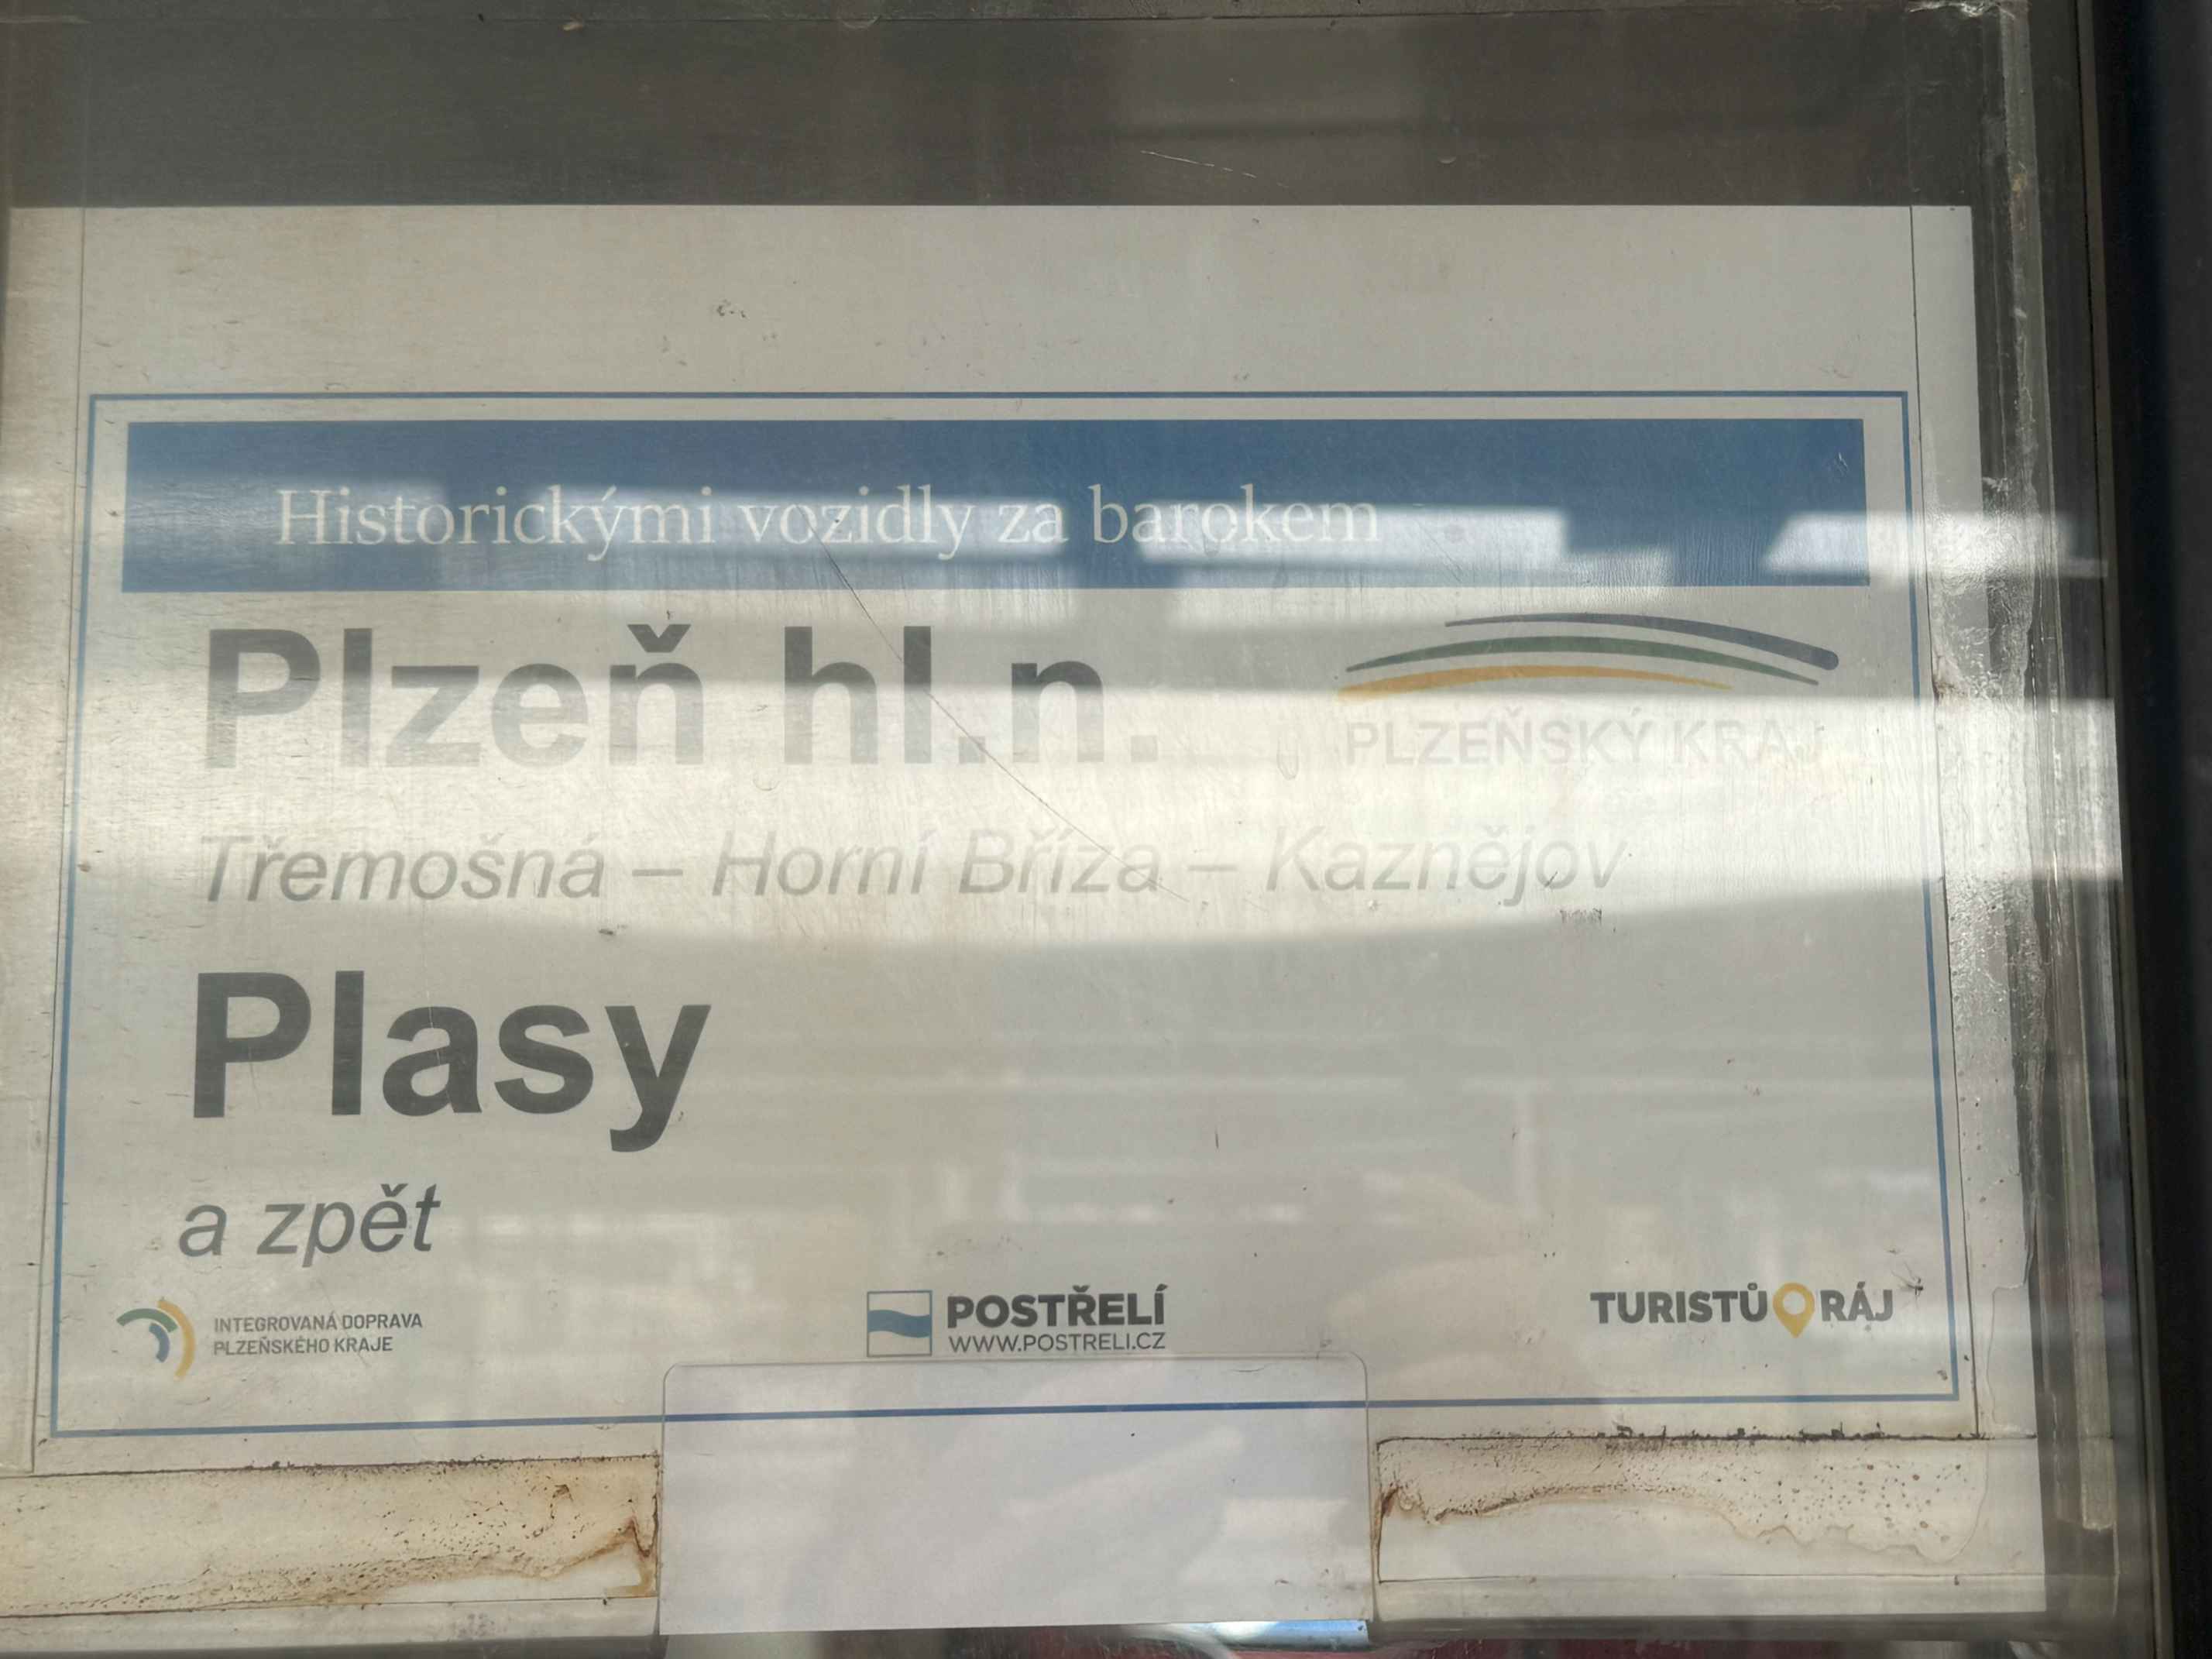 Historickými vozidly za barokem
Plzeň hl.n.
PLZEŇSKÝ KRAJ
Třemošná – Horní Bříza – Kaznějov
Plasy
a zpět
INTEGROVANÁ DOPRAVA
PLZEŇSKÉHO KRAJE
POSTŘELÍ
WWW.POSTRELI.CZ
TURISTŮ RÁJ